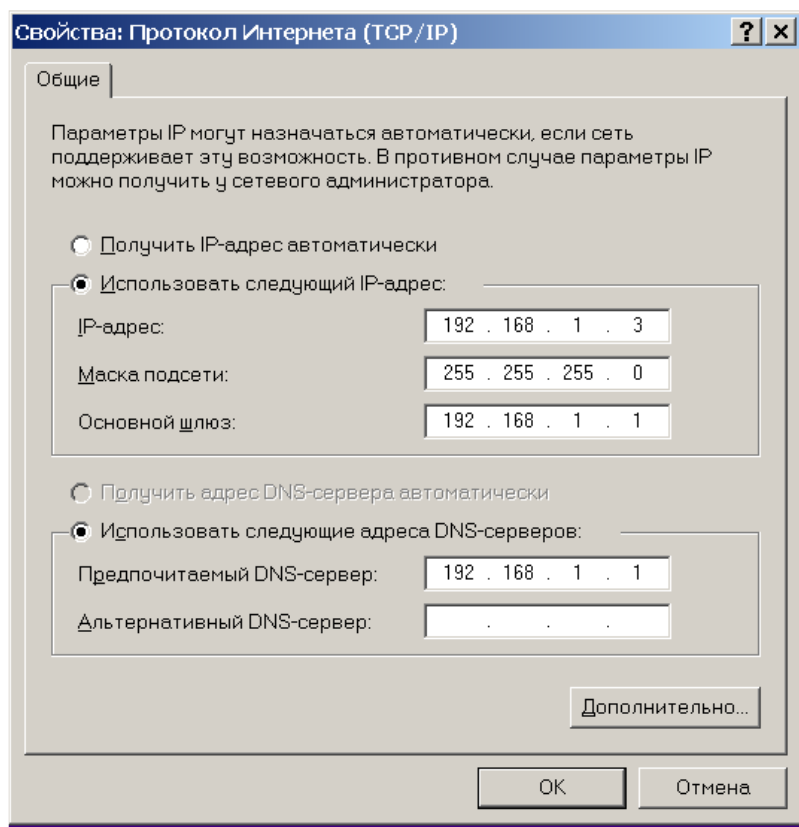 Свойства: Протокол Интернета (TCP/IP)
Общие
Параметры IP могут назначаться автоматически, если сеть
поддерживает эту возможность. В противном случае параметры IP
можно получить у сетевого администратора.
Получить IP-адрес автоматически
Использовать следующий IP-адрес:
IP-адрес: 192 . 168 . 1 . 3
Маска подсети: 255 . 255 . 255 . 0
Основной шлюз: 192 . 168 . 1 . 1
Получить адрес DNS-сервера автоматически
Использовать следующие адреса DNS-серверов:
Предпочитаемый DNS-сервер: 192 . 168 . 1 . 1
Альтернативный DNS-сервер: . . .
Дополнительно...
OK Отмена